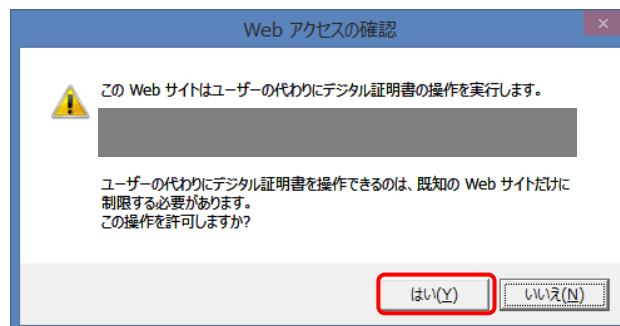 Web アクセスの確認
この Web サイトはユーザーの代わりにデジタル証明書の操作を実行します。
ユーザーの代わりにデジタル証明書を操作できるのは、既知の Web サイトだけに
制限する必要があります。
この操作を許可しますか?
はい(Y) いいえ(N)